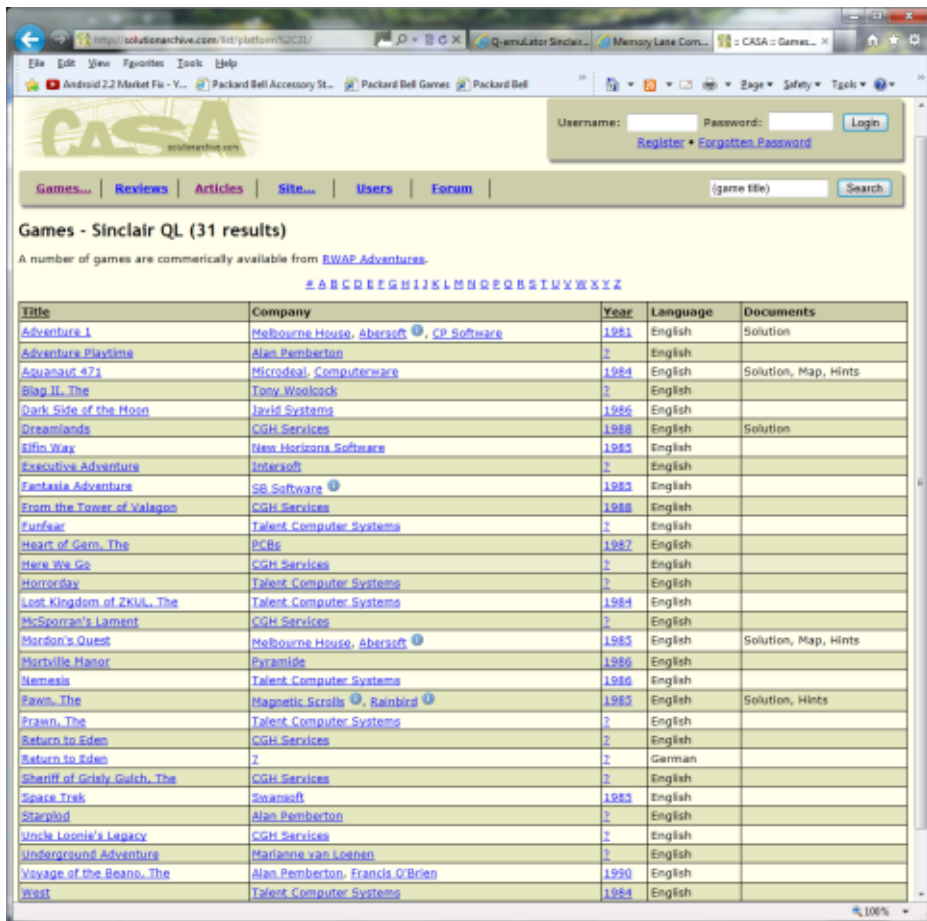 http://solutionarchive.com/list/platform%2C31/ Q-emuLator Sinclair... Memory Lane Com... :: CASA :: Games...
File Edit View Favorites Tools Help
Android 2.2 Market Fix - Y... Packard Bell Accessory St... Packard Bell Games Packard Bell Page Safety Tools
CASA
solutionarchive.com
Username: Password: Login
Register • Forgotten Password
Games... Reviews Articles Site... Users Forum (game title) Search
Games - Sinclair QL (31 results)
A number of games are commerically available from RWAP Adventures.
# A B C D E F G H I J K L M N O P Q R S T U V W X Y Z
Title Company Year Language Documents
Adventure 1 Melbourne House, Abersoft, CP Software 1981 English Solution
Adventure Playtime Alan Pemberton ? English
Aquanaut 471 Microdeal, Computerware 1984 English Solution, Map, Hints
Blag II, The Tony Woolcock ? English
Dark Side of the Moon Javid Systems 1986 English
Dreamlands CGH Services 1988 English Solution
Elfin Way New Horizons Software 1985 English
Executive Adventure Intersoft ? English
Fantasia Adventure SB Software 1985 English
From the Tower of Valagon CGH Services 1988 English
Funfear Talent Computer Systems ? English
Heart of Gem, The PCBs 1987 English
Here We Go CGH Services ? English
Horrorday Talent Computer Systems ? English
Lost Kingdom of ZKUL, The Talent Computer Systems 1984 English
McSporran's Lament CGH Services ? English
Mordon's Quest Melbourne House, Abersoft 1985 English Solution, Map, Hints
Mortville Manor Pyramide 1986 English
Nemesis Talent Computer Systems 1986 English
Pawn, The Magnetic Scrolls, Rainbird 1985 English Solution, Hints
Prawn, The Talent Computer Systems ? English
Return to Eden CGH Services ? English
Return to Eden ? ? German
Sheriff of Grisly Gulch, The CGH Services ? English
Space Trek Swansoft 1985 English
Starplod Alan Pemberton ? English
Uncle Loonie's Legacy CGH Services ? English
Underground Adventure Marianne van Loenen ? English
Voyage of the Beano, The Alan Pemberton, Francis O'Brien 1990 English
West Talent Computer Systems 1984 English
100%